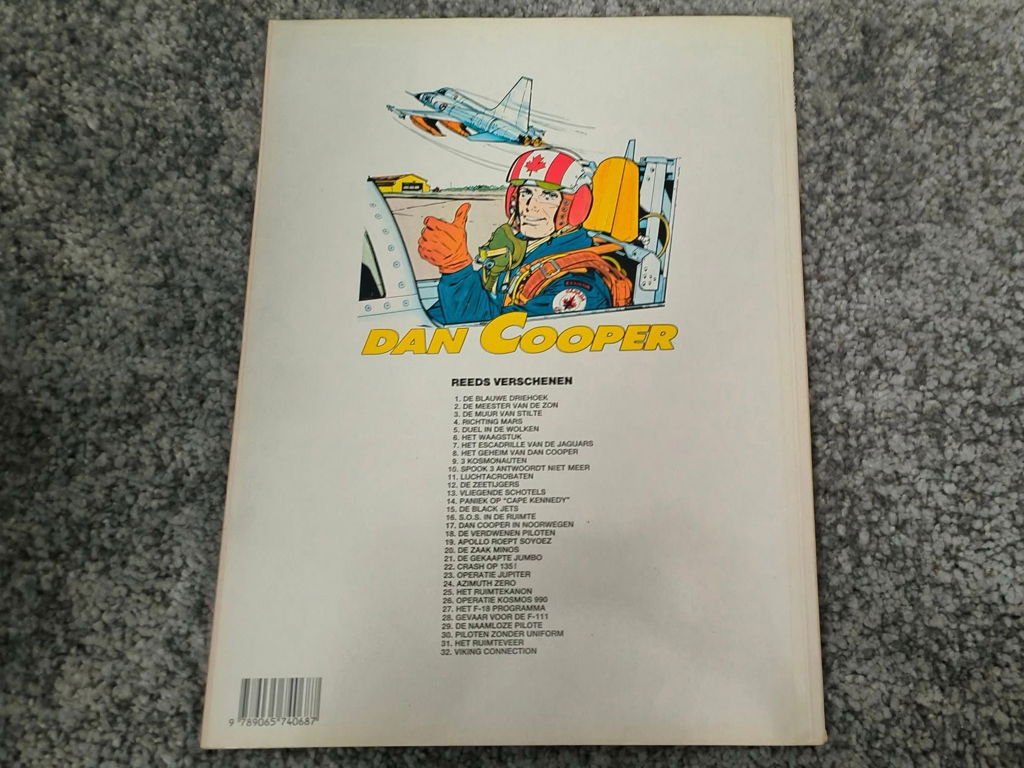 DAN COOPER
REEDS VERSCHENEN
1. DE BLAUWE DRIEHOEK
2. DE MEESTER VAN DE ZON
3. DE MUUR VAN STILTE
4. RICHTING MARS
5. DUEL IN DE WOLKEN
6. HET WAAGSTUK
7. HET ESCADRILLE VAN DE JAGUARS
8. HET GEHEIM VAN DAN COOPER
9. 3 KOSMONAUTEN
10. SPOOK 3 ANTWOORDT NIET MEER
11. LUCHTACROBATEN
12. DE ZEETIJGERS
13. VLIEGENDE SCHOTELS
14. PANIEK OP "CAPE KENNEDY"
15. DE BLACK JETS
16. S.O.S. IN DE RUIMTE
17. DAN COOPER IN NOORWEGEN
18. DE VERDWENEN PILOTEN
19. APOLLO ROEPT SOYOEZ
20. DE ZAAK MINOS
21. DE GEKAAPTE JUMBO
22. CRASH OP 135!
23. OPERATIE JUPITER
24. AZIMUTH ZERO
25. HET RUIMTEKANON
26. OPERATIE KOSMOS 990
27. HET F-18 PROGRAMMA
28. GEVAAR VOOR DE F-111
29. DE NAAMLOZE PILOTE
30. PILOTEN ZONDER UNIFORM
31. HET RUIMTEVEER
32. VIKING CONNECTION
9 789065 740687